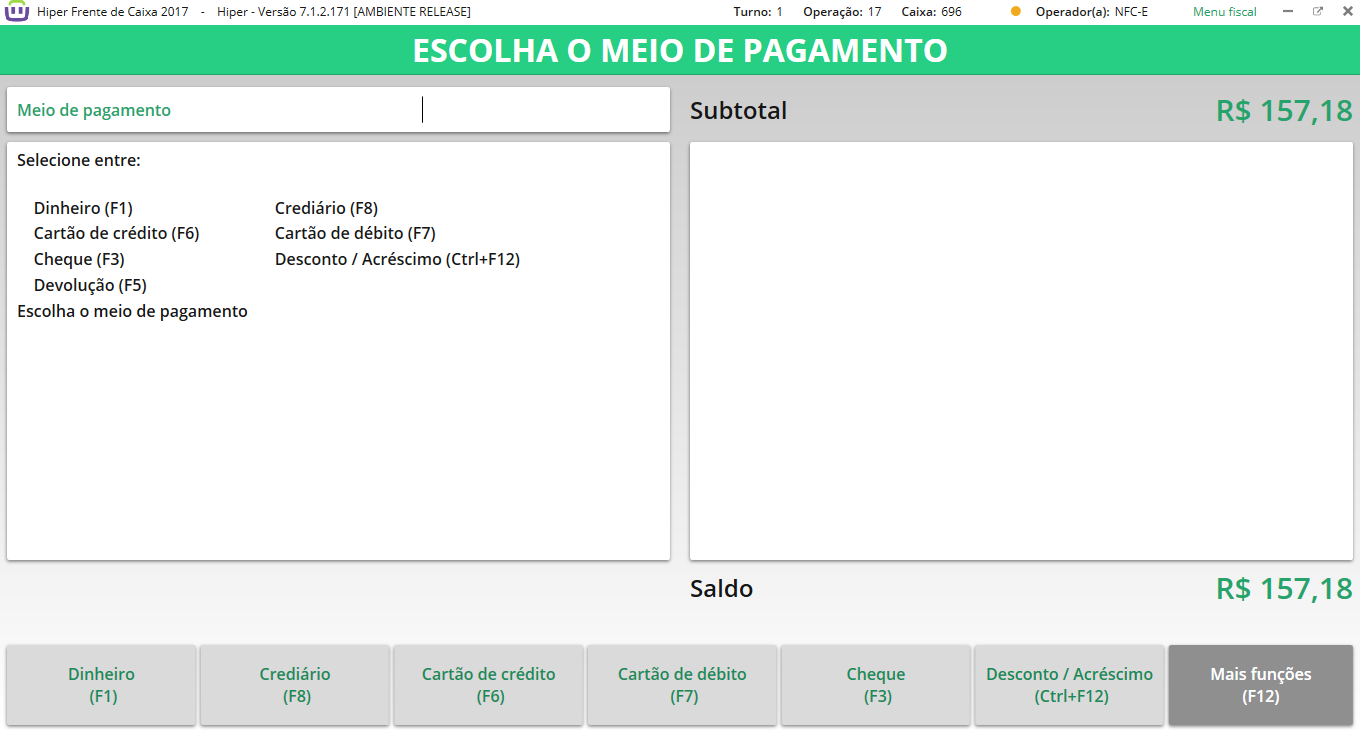 Hiper Frente de Caixa 2017 - Hiper - Versão 7.1.2.171 [AMBIENTE RELEASE] Turno: 1 Operação: 17 Caixa: 696 Operador(a): NFC-E Menu fiscal
ESCOLHA O MEIO DE PAGAMENTO
Meio de pagamento
Subtotal R$ 157,18
Selecione entre:
Dinheiro (F1) Crediário (F8)
Cartão de crédito (F6) Cartão de débito (F7)
Cheque (F3) Desconto / Acréscimo (Ctrl+F12)
Devolução (F5)
Escolha o meio de pagamento
Saldo R$ 157,18
Dinheiro
(F1)
Crediário
(F8)
Cartão de crédito
(F6)
Cartão de débito
(F7)
Cheque
(F3)
Desconto / Acréscimo
(Ctrl+F12)
Mais funções
(F12)